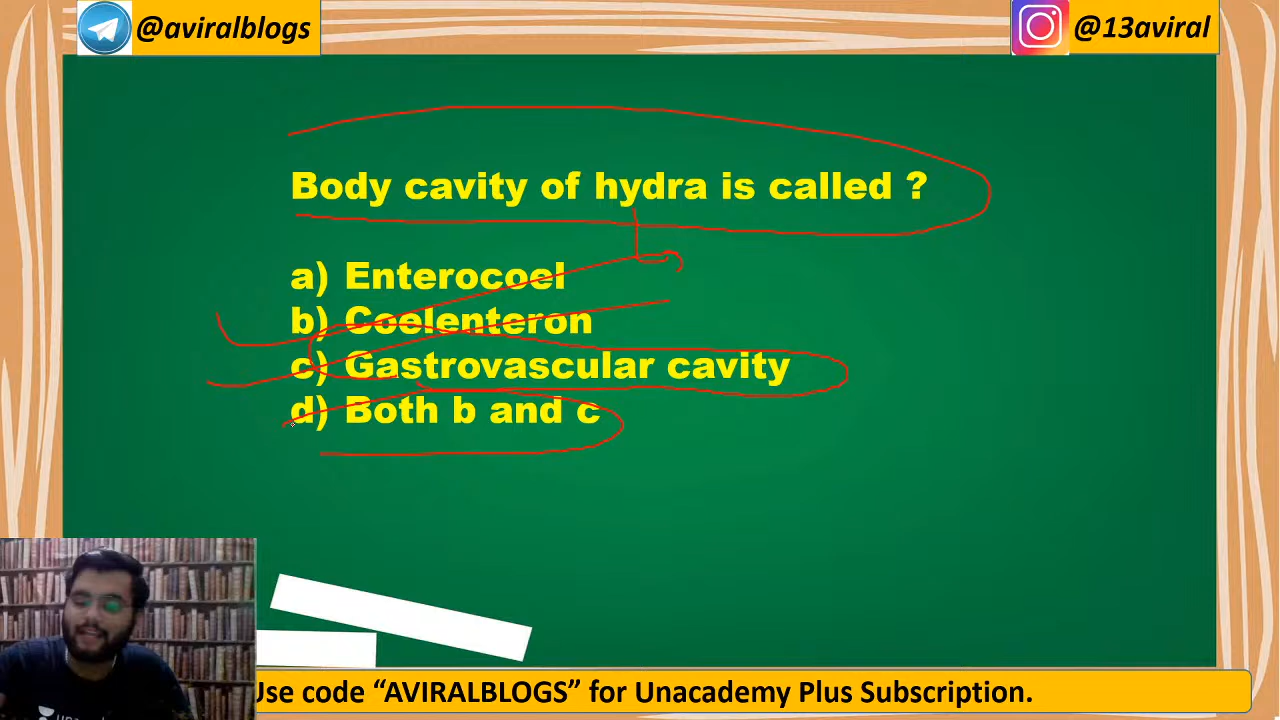 @aviralblogs
@13aviral
Body cavity of hydra is called ?
a) Enterocoel
b) Coelenteron
c) Gastrovascular cavity
d) Both b and c
Use code “AVIRALBLOGS” for Unacademy Plus Subscription.